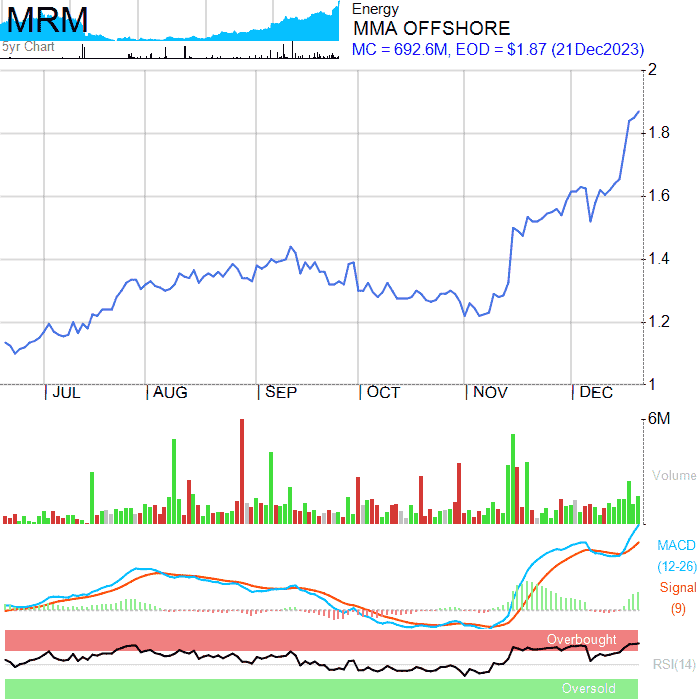 MRM
5yr Chart
Energy
MMA OFFSHORE
MC = 692.6M, EOD = $1.87 (21Dec2023)
2
1.8
1.6
1.4
1.2
1
JUL AUG SEP OCT NOV DEC
6M
Volume
MACD
(12-26)
Signal
(9)
Overbought
RSI(14)
Oversold